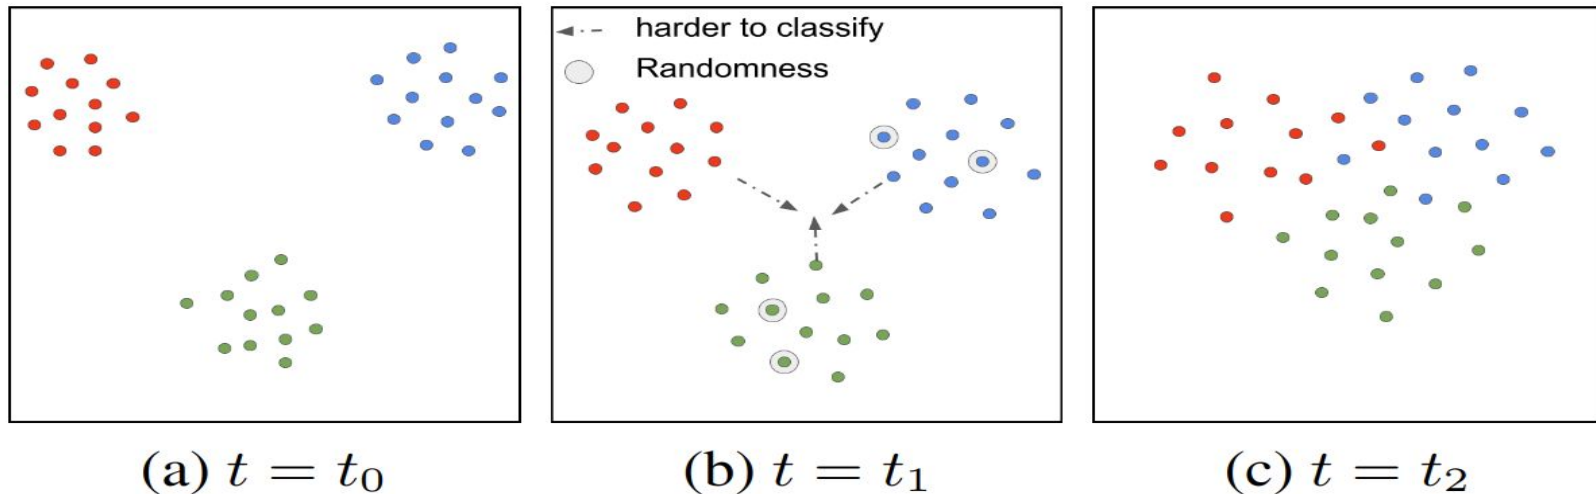 harder to classify
Randomness
(a) t = t₀
(b) t = t₁
(c) t = t₂